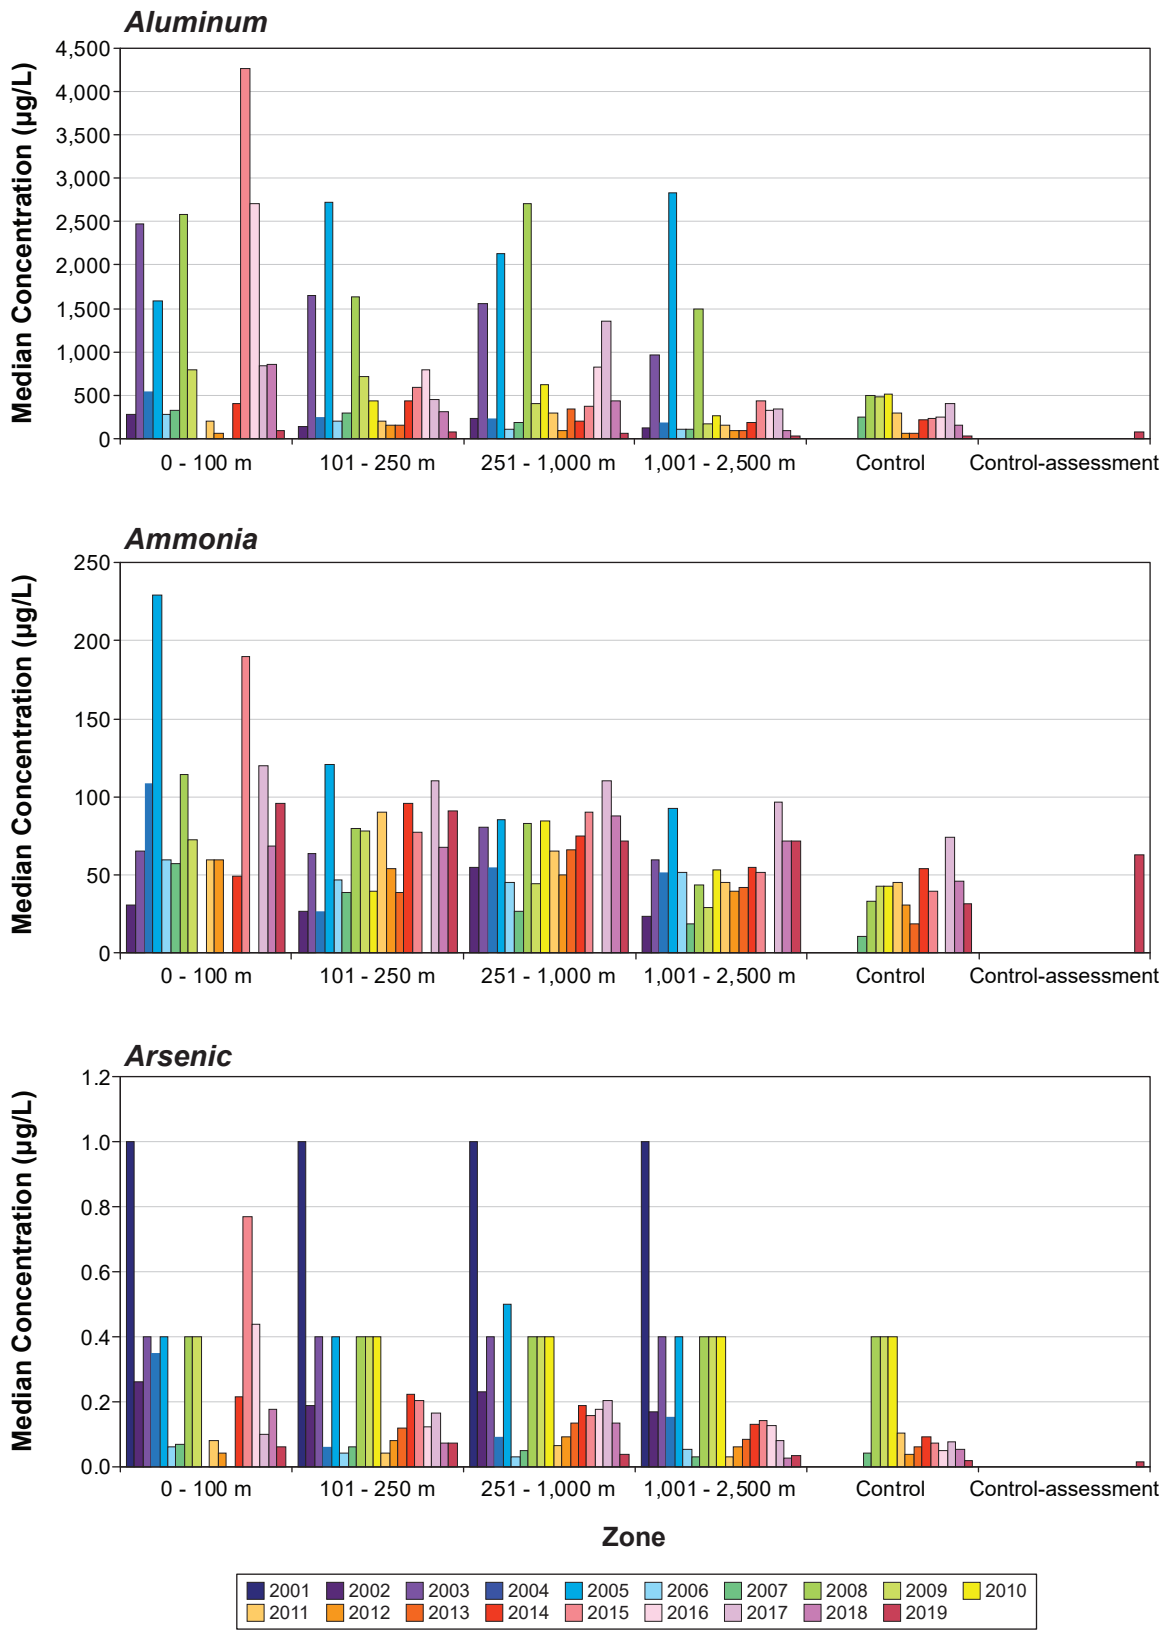 Aluminum
Median Concentration (µg/L)
4,500
4,000
3,500
3,000
2,500
2,000
1,500
1,000
500
0
0 - 100 m 101 - 250 m 251 - 1,000 m 1,001 - 2,500 m Control Control-assessment
Ammonia
Median Concentration (µg/L)
250
200
150
100
50
0
0 - 100 m 101 - 250 m 251 - 1,000 m 1,001 - 2,500 m Control Control-assessment
Arsenic
Median Concentration (µg/L)
1.2
1.0
0.8
0.6
0.4
0.2
0.0
0 - 100 m 101 - 250 m 251 - 1,000 m 1,001 - 2,500 m Control Control-assessment
Zone
2001 2002 2003 2004 2005 2006 2007 2008 2009 2010
2011 2012 2013 2014 2015 2016 2017 2018 2019